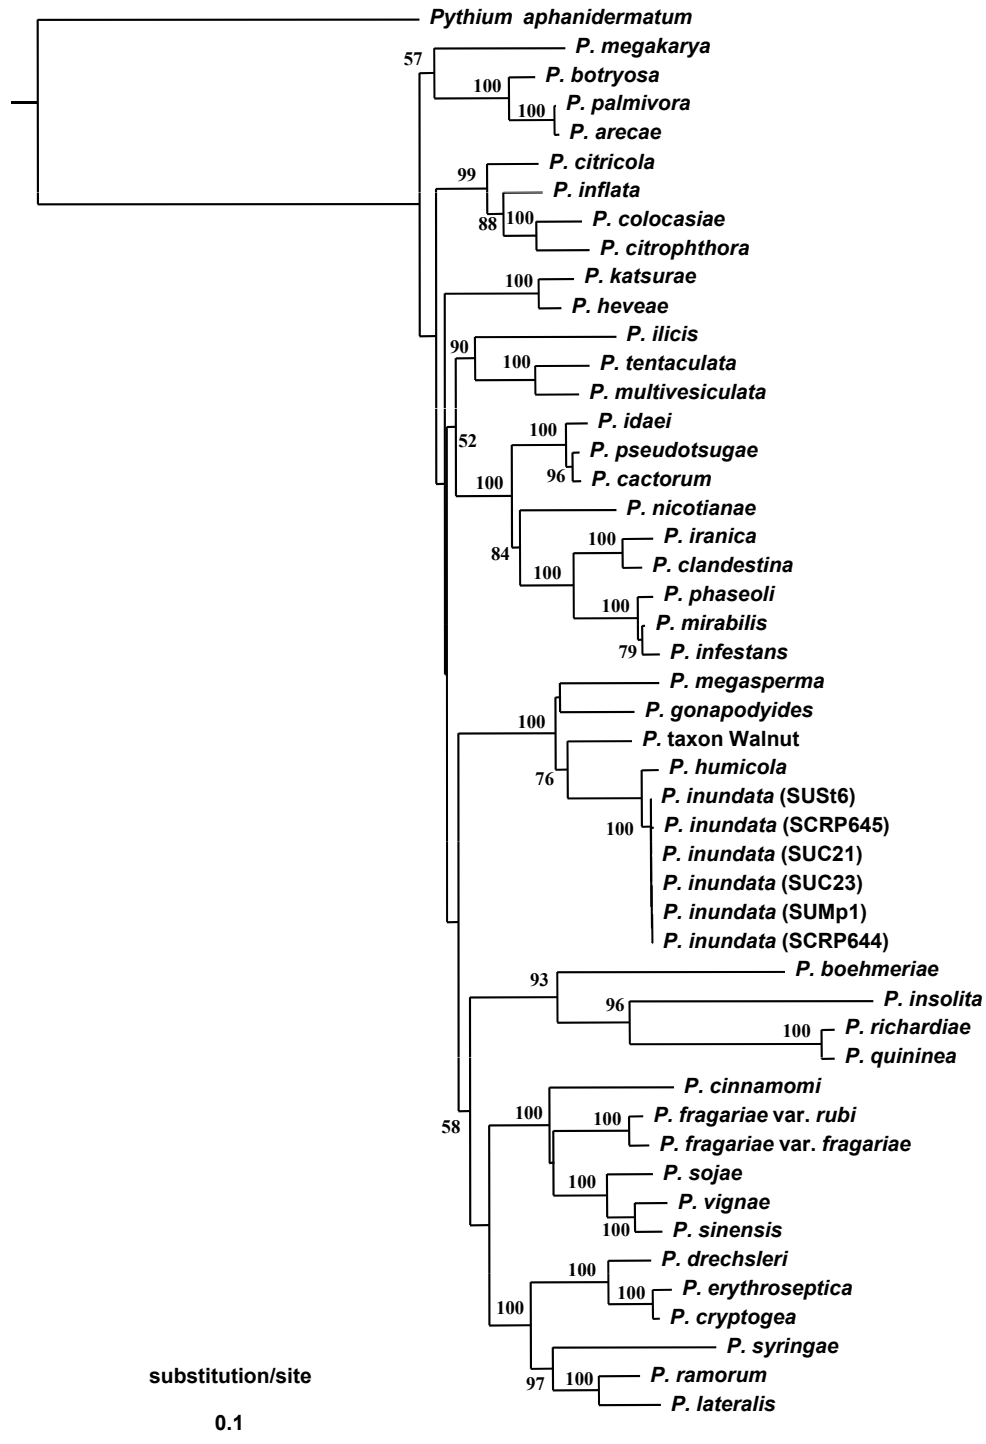 Pythium aphanidermatum
P. megakarya
57
P. botryosa
100
P. palmivora
100
P. arecae
P. citricola
99
P. inflata
88 100
P. colocasiae
P. citrophthora
P. katsurae
100
P. heveae
P. ilicis
90
P. tentaculata
100
P. multivesiculata
P. idaei
100
52
P. pseudotsugae
96
P. cactorum
100
P. nicotianae
P. iranica
100
84
P. clandestina
100
P. phaseoli
100
P. mirabilis
79
P. infestans
P. megasperma
P. gonapodyides
100
P. taxon Walnut
P. humicola
76
P. inundata (SUSt6)
P. inundata (SCRP645)
100
P. inundata (SUC21)
P. inundata (SUC23)
P. inundata (SUMp1)
P. inundata (SCRP644)
P. boehmeriae
93
P. insolita
96
P. richardiae
100
P. quininea
P. cinnamomi
100
P. fragariae var. rubi
100
58
P. fragariae var. fragariae
P. sojae
100
P. vignae
P. sinensis
100
P. drechsleri
100
P. erythroseptica
100
100
P. cryptogea
P. syringae
P. ramorum
97 100
P. lateralis
substitution/site
0.1